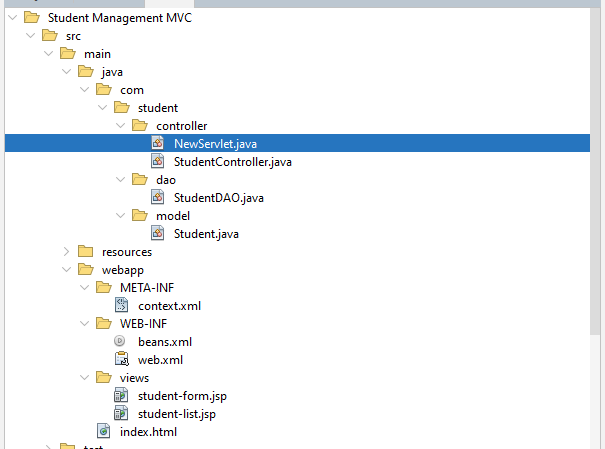 Student Management MVC
src
main
java
com
student
controller
NewServlet.java
StudentController.java
dao
StudentDAO.java
model
Student.java
resources
webapp
META-INF
context.xml
WEB-INF
beans.xml
web.xml
views
student-form.jsp
student-list.jsp
index.html